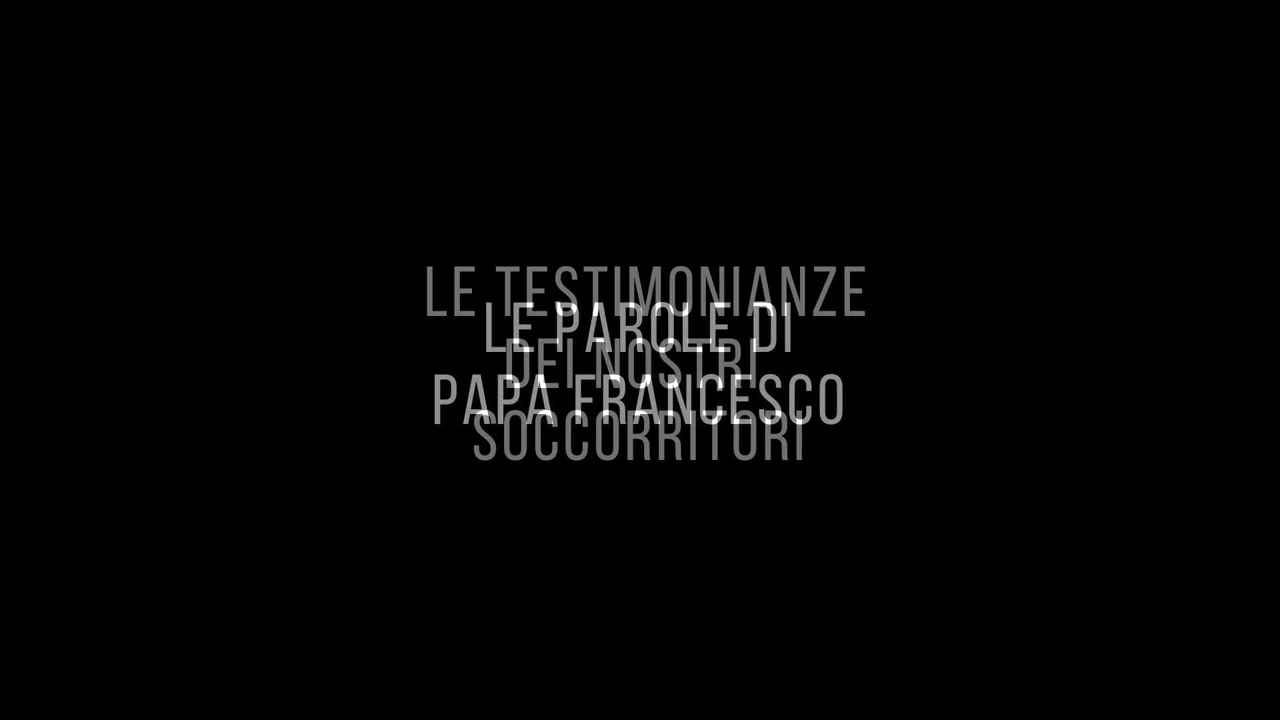 LE TESTIMONIANZE
LE PAROLE DI
DEI NOSTRI
PAPA FRANCESCO
SOCCORRITORI